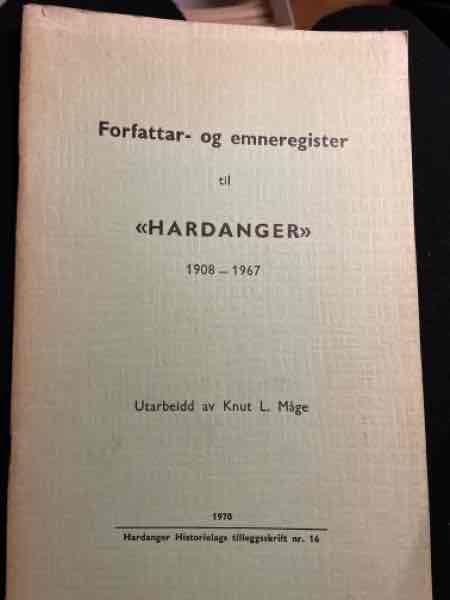 Forfattar- og emneregister
til
«HARDANGER»
1908 – 1967
Utarbeidd av Knut L. Måge
1970
Hardanger Historielags tilleggsskrift nr. 16